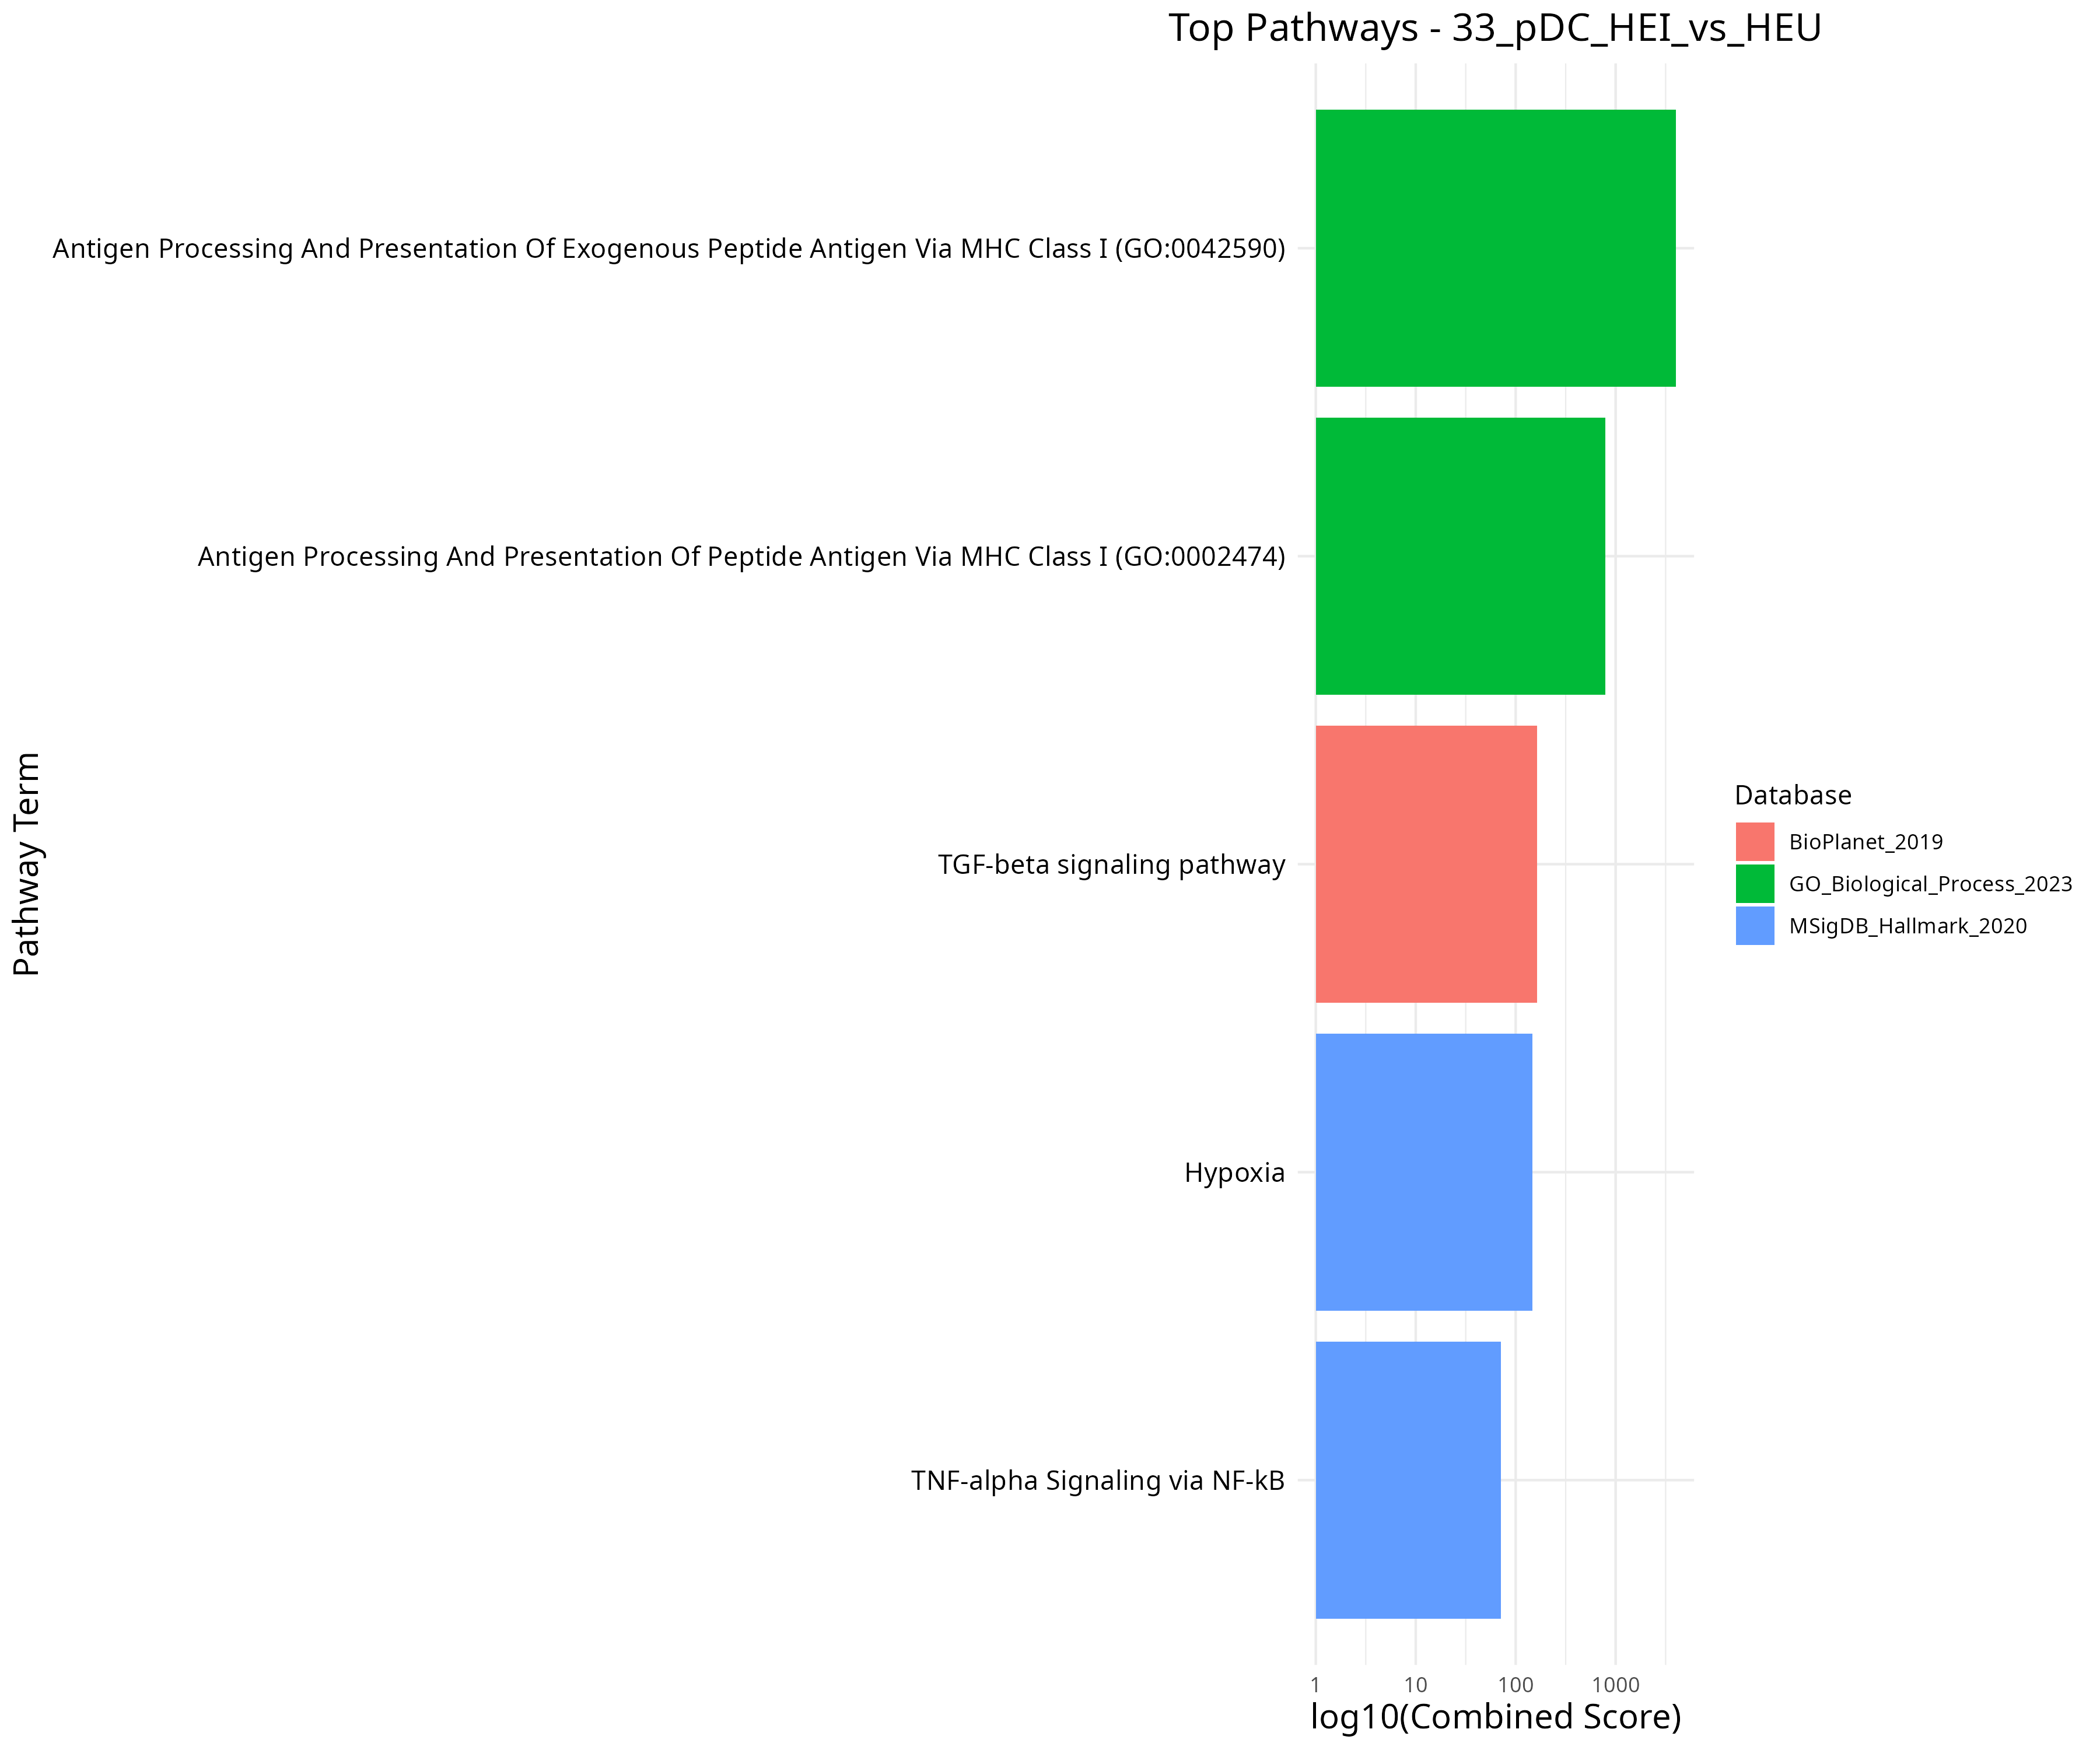 Top Pathways - 33_pDC_HEI_vs_HEU
Antigen Processing And Presentation Of Exogenous Peptide Antigen Via MHC Class I (GO:0042590)
Antigen Processing And Presentation Of Peptide Antigen Via MHC Class I (GO:0002474)
TGF-beta signaling pathway
Hypoxia
TNF-alpha Signaling via NF-kB
Pathway Term
1 10 100 1000
log10(Combined Score)
Database
BioPlanet_2019
GO_Biological_Process_2023
MSigDB_Hallmark_2020